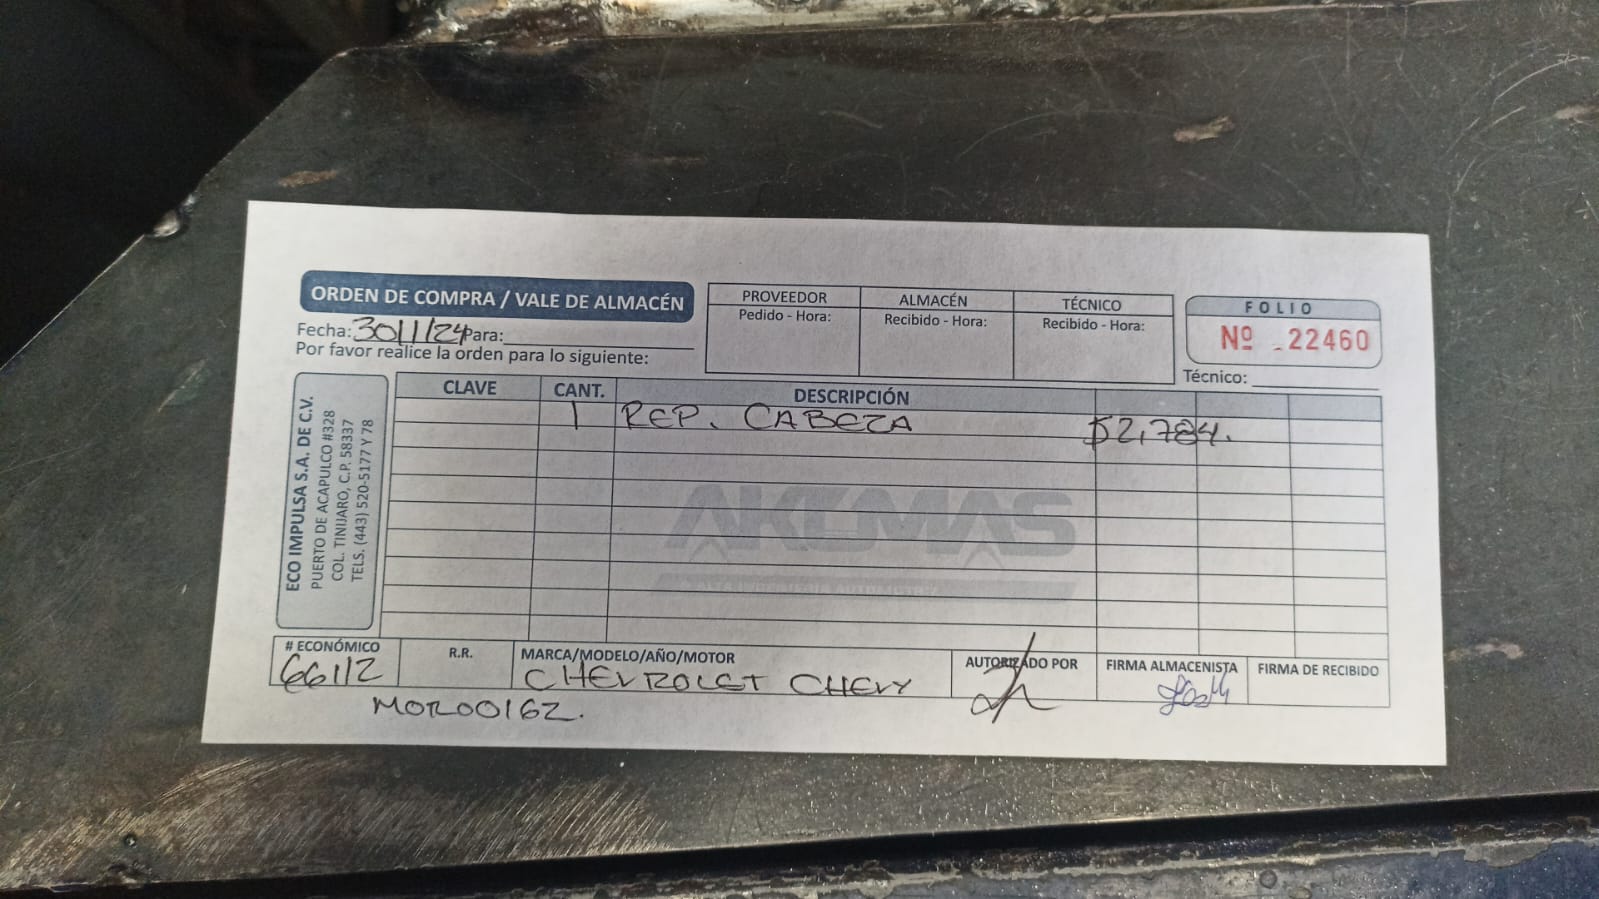 ORDEN DE COMPRA / VALE DE ALMACÉN
Fecha: 30/1/24 Para:
Por favor realice la orden para lo siguiente:
PROVEEDOR
Pedido - Hora:
ALMACÉN
Recibido - Hora:
TÉCNICO
Recibido - Hora:
FOLIO
Nº 22460
Técnico:
ECO IMPULSA S.A. DE C.V.
PUERTO DE ACAPULCO #328
COL. TINIJARO, C.P. 58337
TELS. (443) 520-5177 Y 78
CLAVE CANT. DESCRIPCIÓN
1 REP. CABEZA $2,784.
AKUMAS
# ECONÓMICO
66112
R.R.
MARCA/MODELO/AÑO/MOTOR
CHEVROLET CHEVY
AUTORIZADO POR
FIRMA ALMACENISTA
FIRMA DE RECIBIDO
MOR00162.